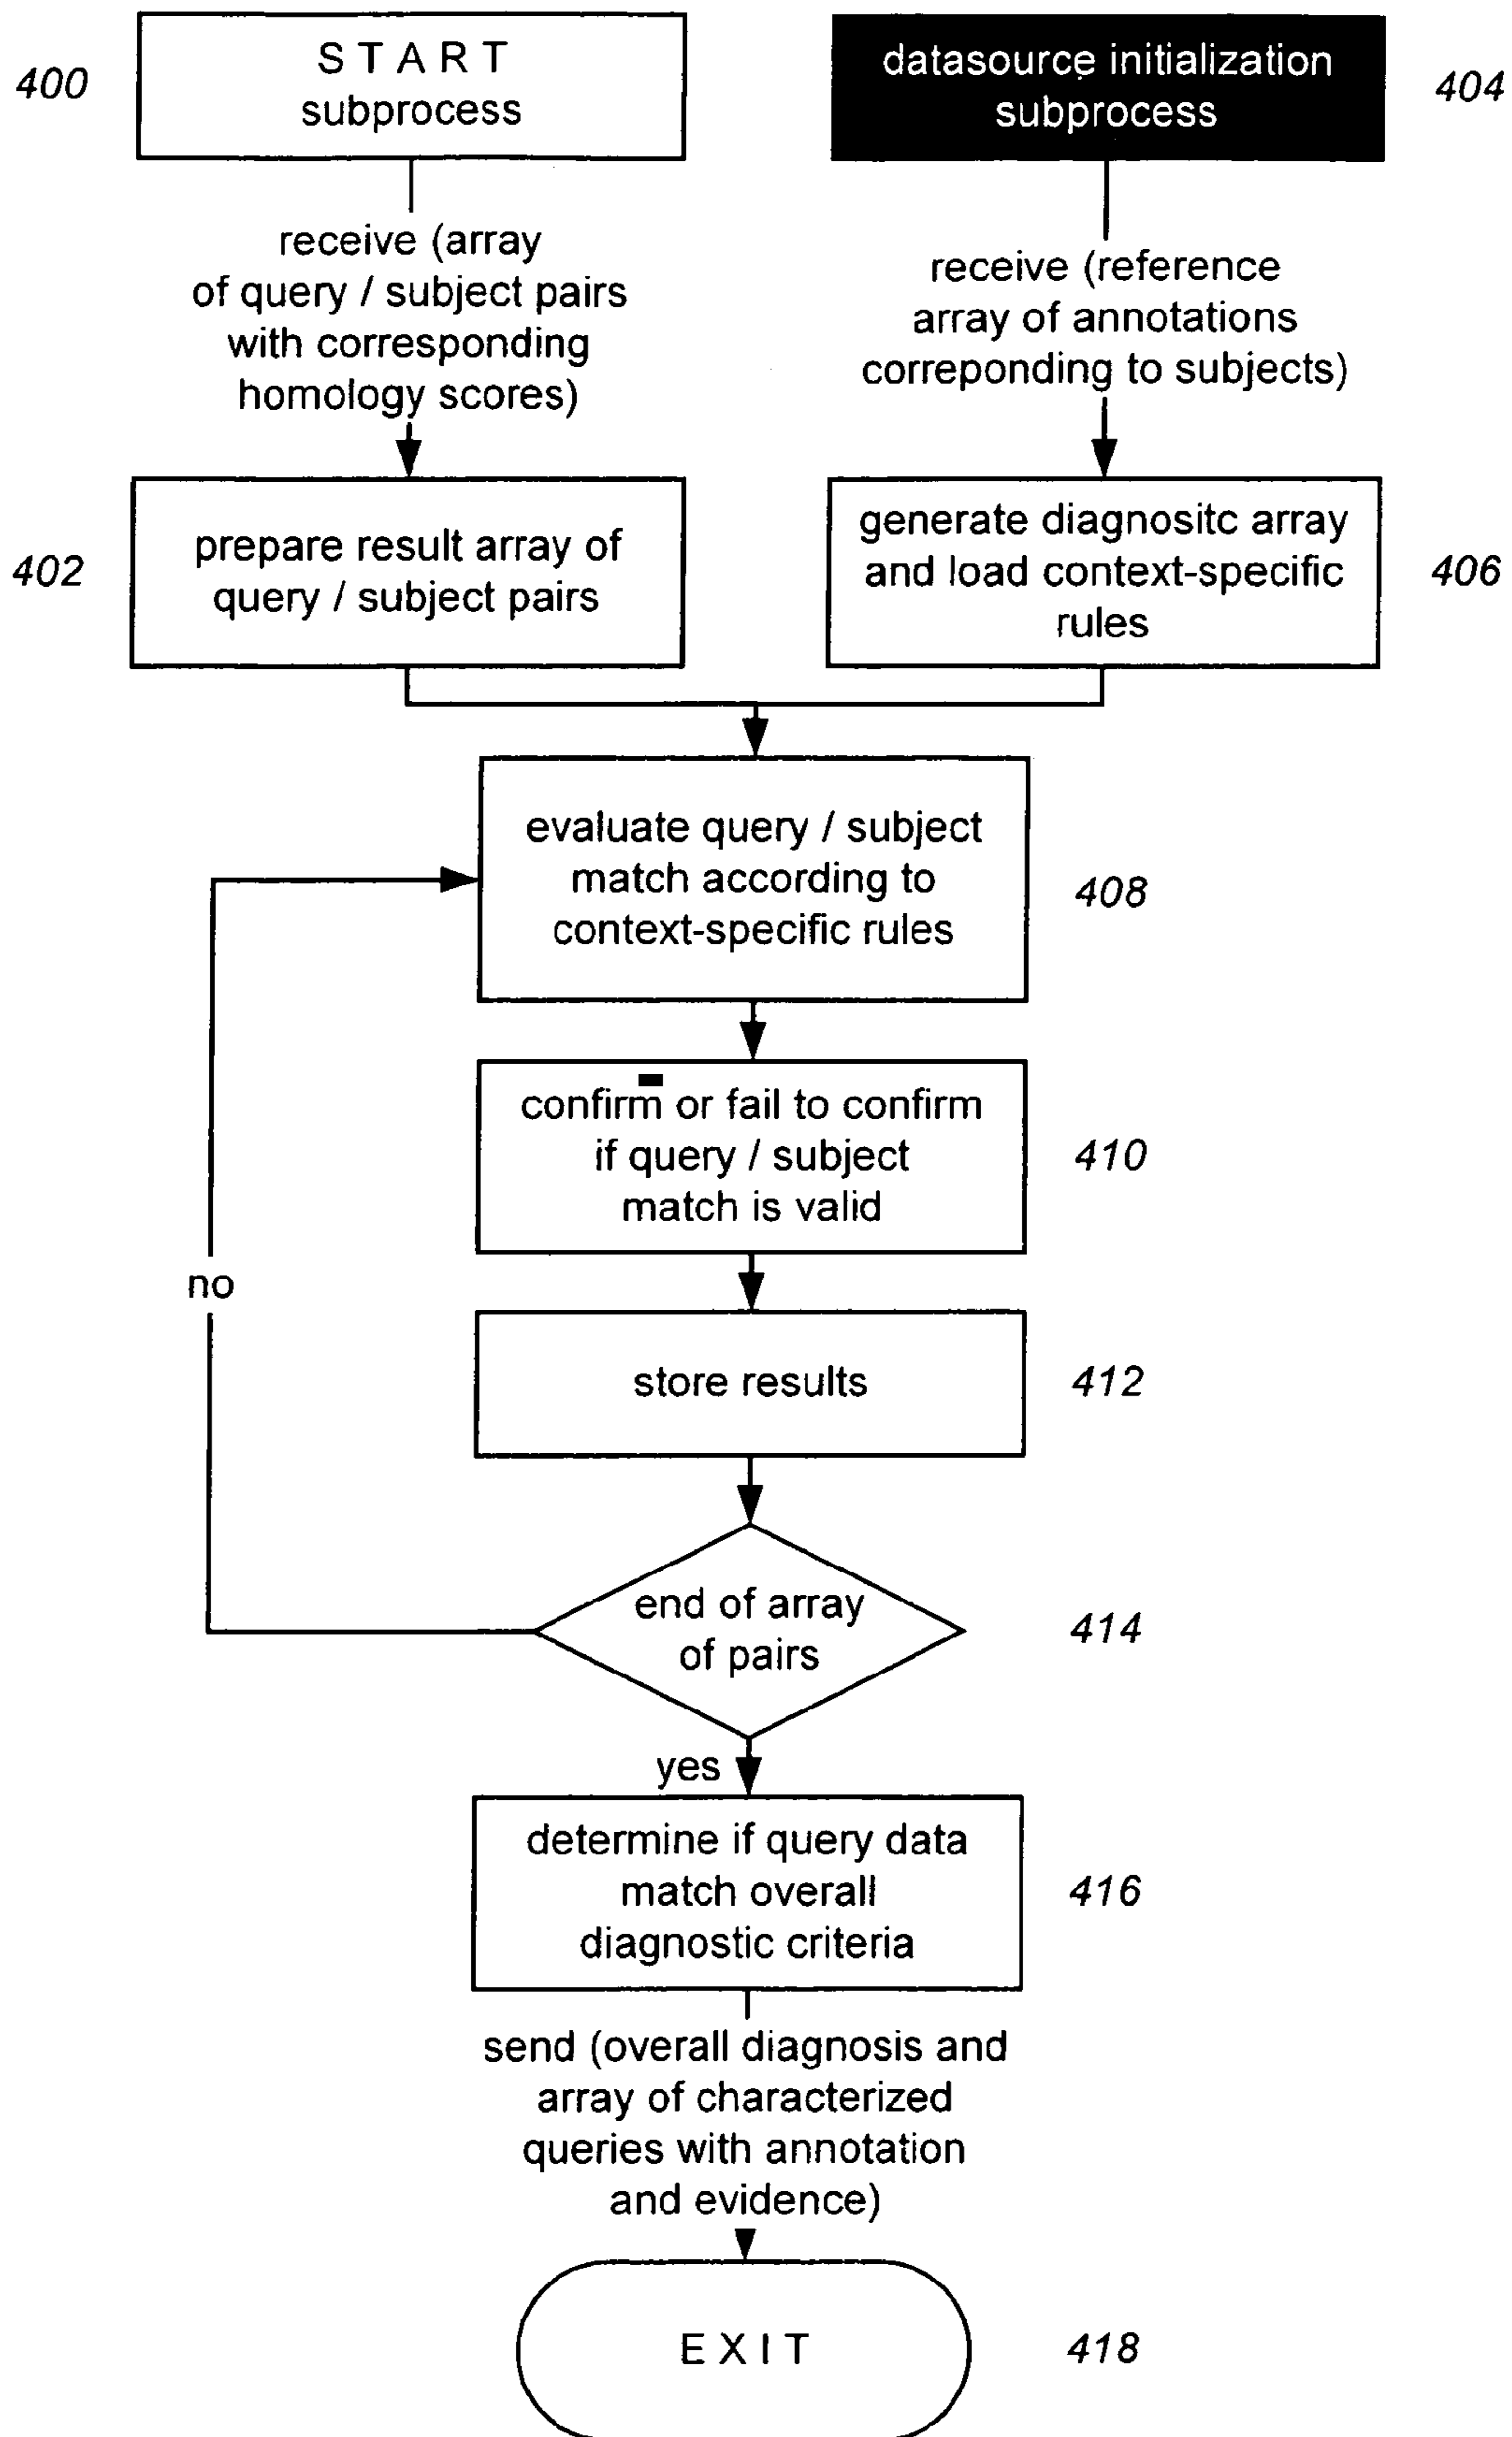 400
S T A R T
subprocess
datasource initialization
subprocess
404
receive (array
of query / subject pairs
with corresponding
homology scores)
receive (reference
array of annotations
correponding to subjects)
402
prepare result array of
query / subject pairs
generate diagnositc array
and load context-specific
rules
406
evaluate query / subject
match according to
context-specific rules
408
confirm or fail to confirm
if query / subject
match is valid
410
no
store results
412
end of array
of pairs
414
yes
determine if query data
match overall
diagnostic criteria
416
send (overall diagnosis and
array of characterized
queries with annotation
and evidence)
E X I T
418